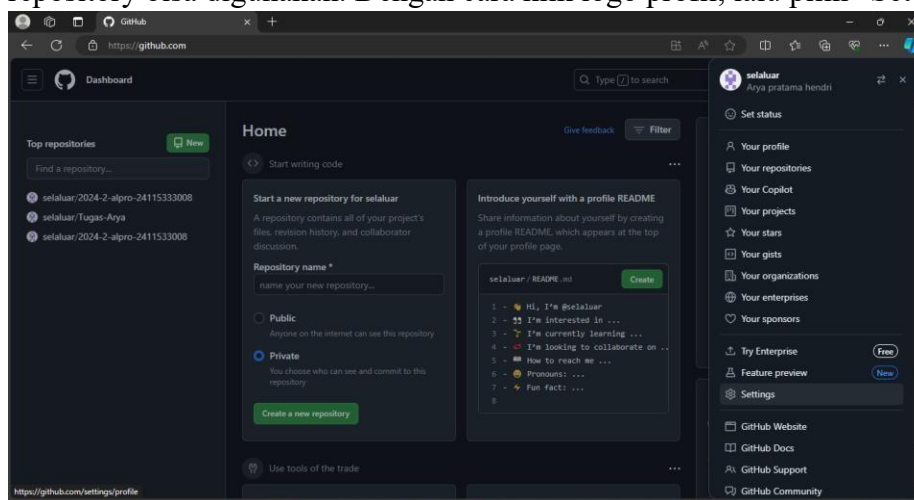 repository bisa digunakan. Dengan cara klik logo profil, lalu pilih
GitHub
https://github.com
Dashboard
Type / to search
Top repositories
New
Find a repository...
selaluar/2024-2-alpro-24115333008
selaluar/Tugas-Arya
selaluar/2024-2-alpro-2411533008
Home
Give feedback
Filter
Start writing code
Start a new repository for selaluar
A repository contains all of your project's
files, revision history, and collaborator
discussion.
Repository name *
name your new repository...
Public
Anyone on the internet can see this repository
Private
You choose who can see and commit to this
repository
Create a new repository
Introduce yourself with a profile README
Share information about yourself by creating
a profile README, which appears at the top
of your profile page.
selaluar / README.md
Create
1 - 👋 Hi, I'm @selaluar
2 - 👀 I'm interested in ...
3 - 🌱 I'm currently learning ...
4 - 💞️ I'm looking to collaborate on ..
5 - 📫 How to reach me ...
6 - 😄 Pronouns: ...
7 - ⚡ Fun fact: ...
8
Use tools of the trade
selaluar
Arya pratama hendri
Set status
Your profile
Your repositories
Your Copilot
Your projects
Your stars
Your gists
Your organizations
Your enterprises
Your sponsors
Try Enterprise
Free
Feature preview
New
Settings
GitHub Website
GitHub Docs
GitHub Support
GitHub Community
https://github.com/settings/profile